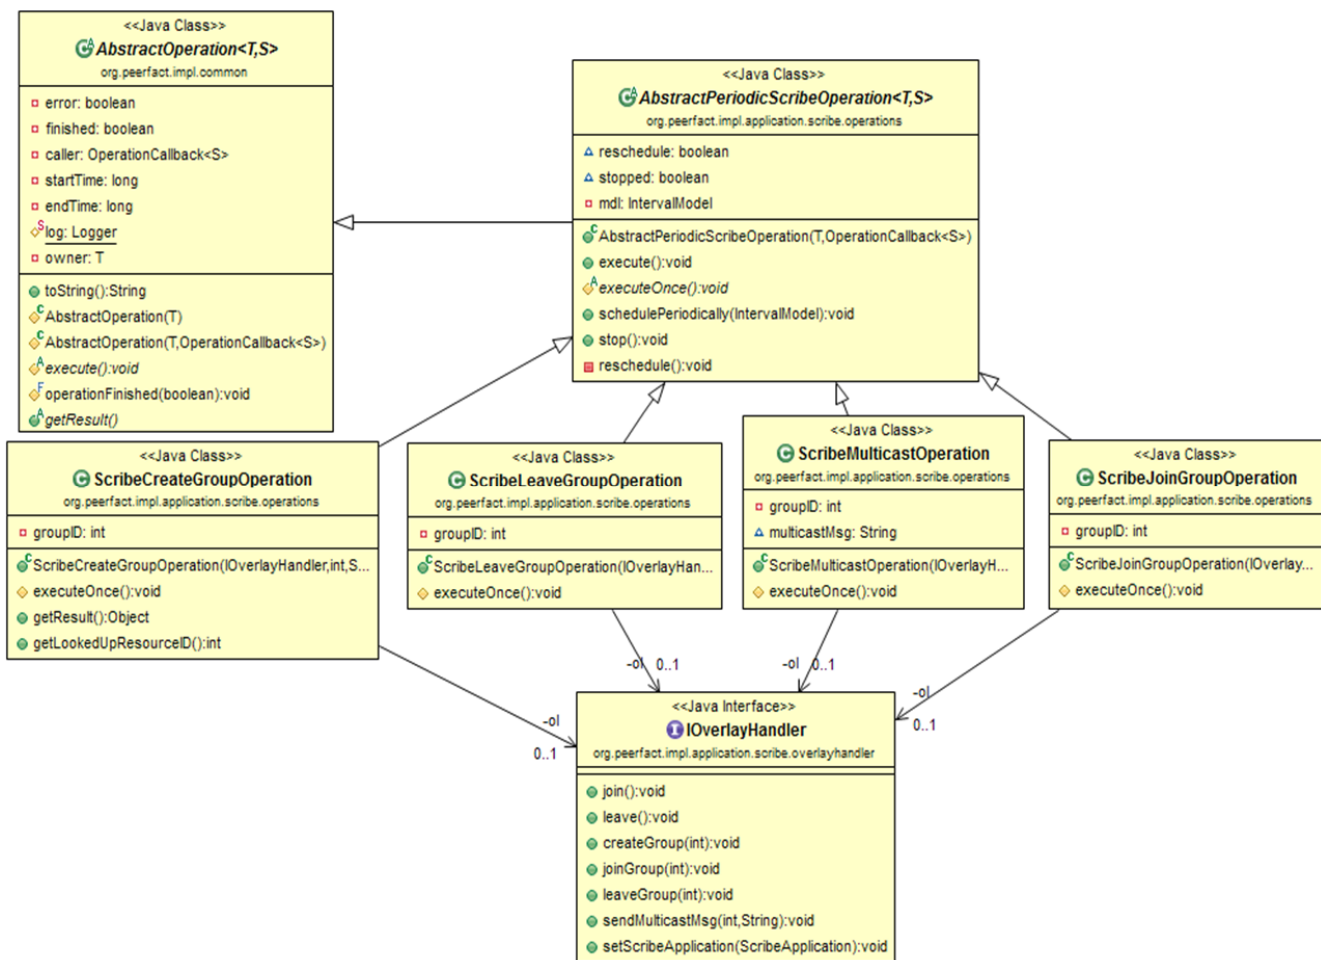 <<Java Class>>
AbstractOperation<T,S>
org.peerfact.impl.common
error: boolean
finished: boolean
caller: OperationCallback<S>
startTime: long
endTime: long
log: Logger
owner: T
toString():String
AbstractOperation(T)
AbstractOperation(T,OperationCallback<S>)
execute():void
operationFinished(boolean):void
getResult()
<<Java Class>>
AbstractPeriodicScribeOperation<T,S>
org.peerfact.impl.application.scribe.operations
reschedule: boolean
stopped: boolean
mdl: IntervalModel
AbstractPeriodicScribeOperation(T,OperationCallback<S>)
execute():void
executeOnce():void
schedulePeriodically(IntervalModel):void
stop():void
reschedule():void
<<Java Class>>
ScribeCreateGroupOperation
org.peerfact.impl.application.scribe.operations
groupID: int
ScribeCreateGroupOperation(IOverlayHandler,int,S...
executeOnce():void
getResult():Object
getLookedUpResourceID():int
<<Java Class>>
ScribeLeaveGroupOperation
org.peerfact.impl.application.scribe.operations
groupID: int
ScribeLeaveGroupOperation(IOverlayHan...
executeOnce():void
<<Java Class>>
ScribeMulticastOperation
org.peerfact.impl.application.scribe.operations
groupID: int
multicastMsg: String
ScribeMulticastOperation(IOverlayH...
executeOnce():void
<<Java Class>>
ScribeJoinGroupOperation
org.peerfact.impl.application.scribe.operations
groupID: int
ScribeJoinGroupOperation(IOverlay...
executeOnce():void
-ol
0..1
-ol 0..1
-ol 0..1
-ol
0..1
<<Java Interface>>
IOverlayHandler
org.peerfact.impl.application.scribe.overlayhandler
join():void
leave():void
createGroup(int):void
joinGroup(int):void
leaveGroup(int):void
sendMulticastMsg(int,String):void
setScribeApplication(ScribeApplication):void